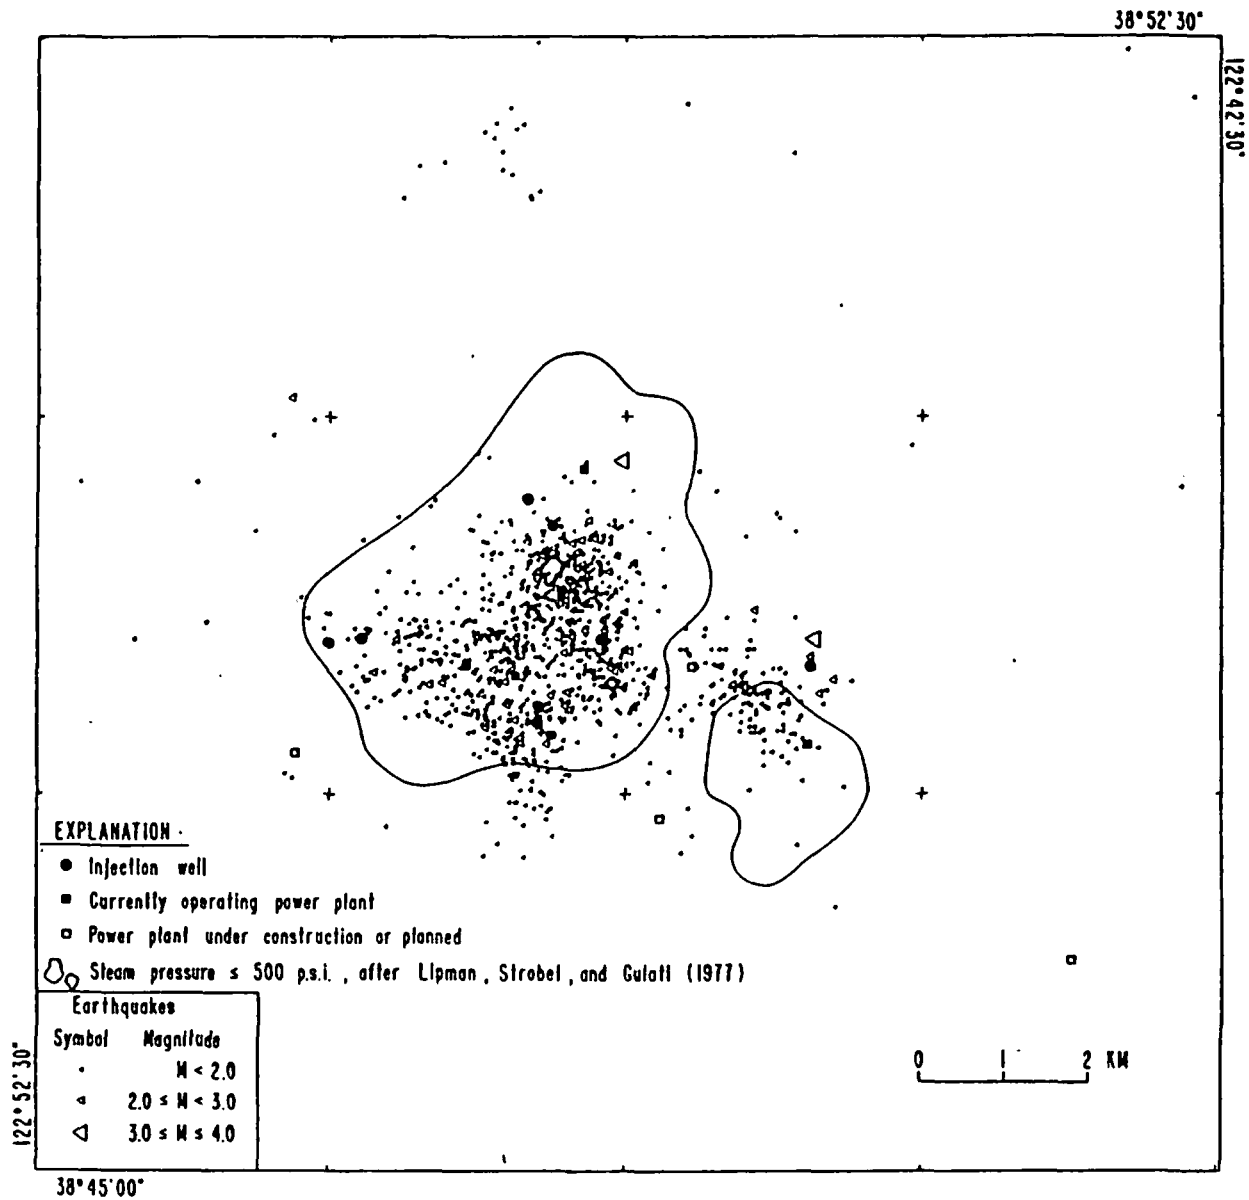 38°52'30"
122°42'30"
EXPLANATION
Injection well
Currently operating power plant
Power plant under construction or planned
Steam pressure ≤ 500 p.s.i., after Lipman, Strobel, and Gulati (1977)
Earthquakes
Symbol Magnitude
M < 2.0
2.0 ≤ M < 3.0
3.0 ≤ M ≤ 4.0
0 1 2 KM
122°52'30"
38°45'00"